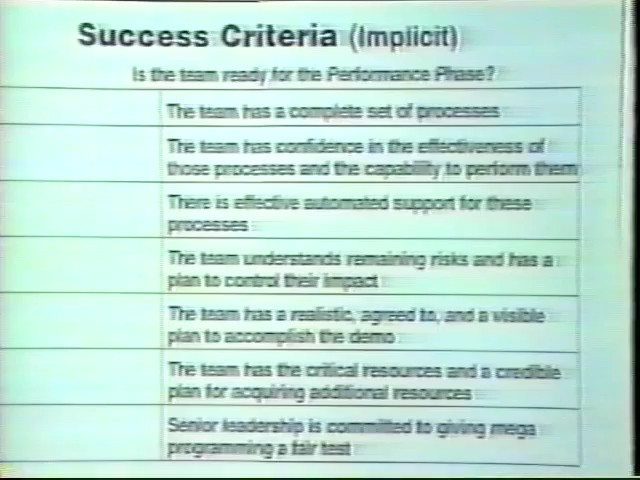 Success Criteria (Implicit)
Is the team ready for the Performance Phase?
The team has a complete set of processes
The team has confidence in the effectiveness of
those processes and the capability to perform them
There is effective automated support for these
processes
The team understands remaining risks and has a
plan to control their impact
The team has a realistic, agreed to, and a visible
plan to accomplish the demo
The team has the critical resources and a credible
plan for acquiring additional resources
Senior leadership is committed to giving mega
programming a fair test